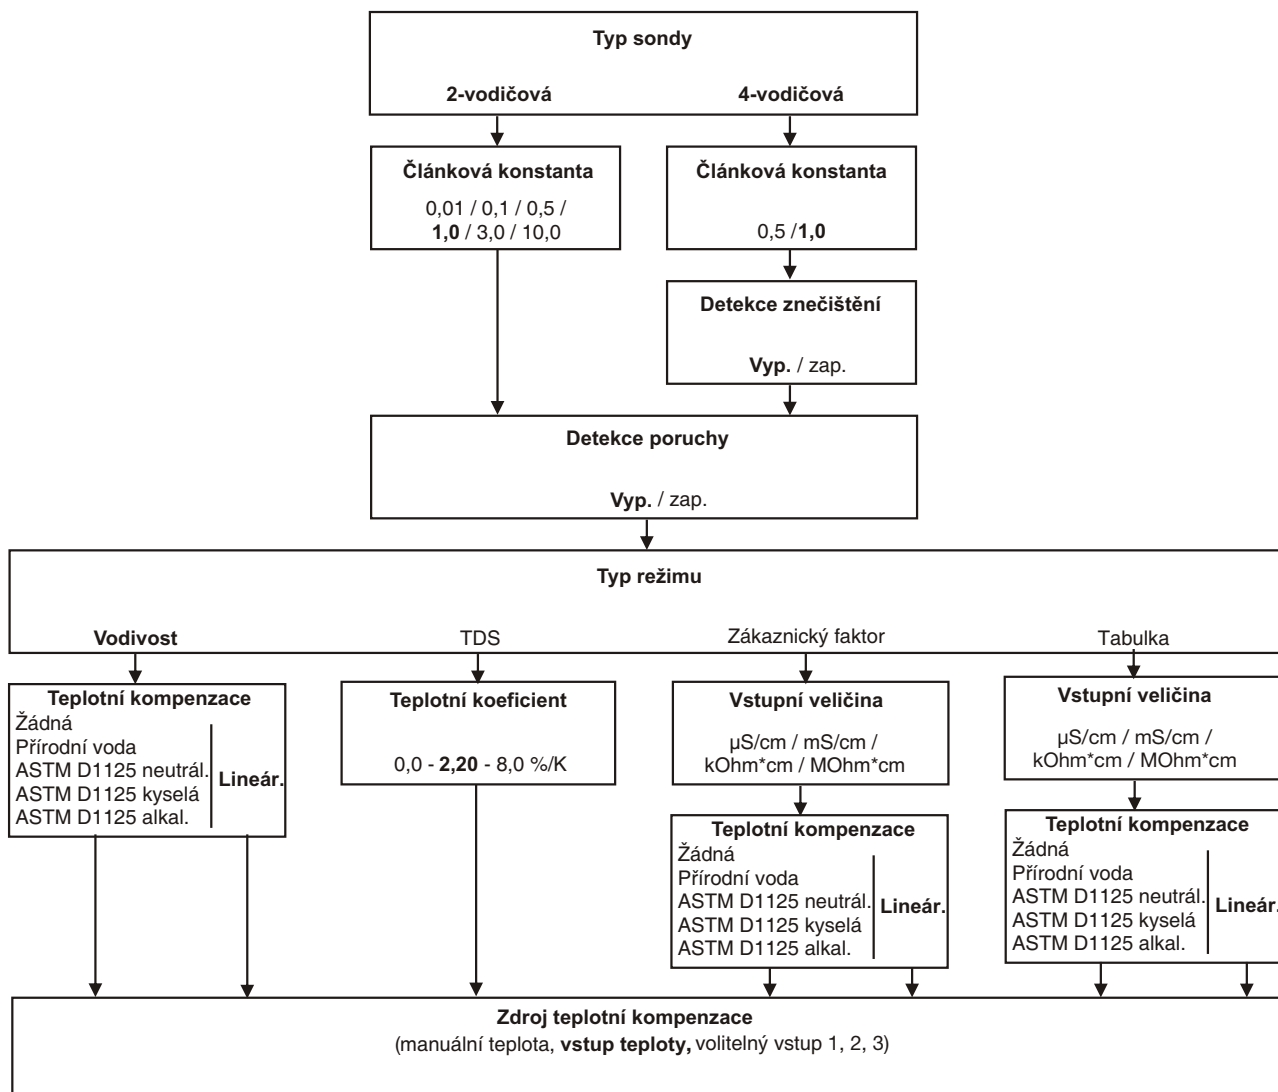 Typ sondy
2-vodičová
4-vodičová
Článková konstanta
0,01 / 0,1 / 0,5 /
1,0 / 3,0 / 10,0
Článková konstanta
0,5 /1,0
Detekce znečištění
Vyp. / zap.
Detekce poruchy
Vyp. / zap.
Typ režimu
Vodivost
TDS
Zákaznický faktor
Tabulka
Teplotní kompenzace
Žádná
Přírodní voda
ASTM D1125 neutrál.
ASTM D1125 kyselá
ASTM D1125 alkal.
Lineár.
Teplotní koeficient
0,0 - 2,20 - 8,0 %/K
Vstupní veličina
µS/cm / mS/cm /
kOhm*cm / MOhm*cm
Teplotní kompenzace
Žádná
Přírodní voda
ASTM D1125 neutrál.
ASTM D1125 kyselá
ASTM D1125 alkal.
Lineár.
Vstupní veličina
µS/cm / mS/cm /
kOhm*cm / MOhm*cm
Teplotní kompenzace
Žádná
Přírodní voda
ASTM D1125 neutrál.
ASTM D1125 kyselá
ASTM D1125 alkal.
Lineár.
Zdroj teplotní kompenzace
(manuální teplota, vstup teploty, volitelný vstup 1, 2, 3)